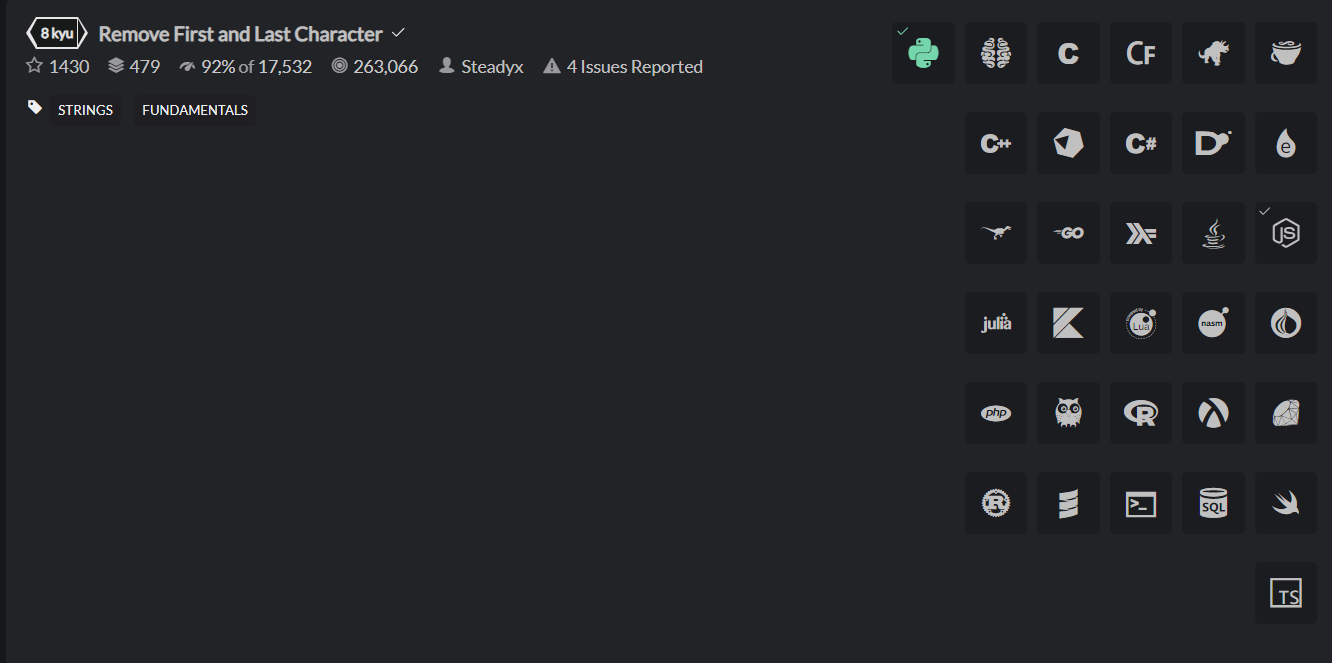 8 kyu Remove First and Last Character
1430 479 92% of 17,532 263,066 Steadyx 4 Issues Reported
STRINGS FUNDAMENTALS
C CF
C++ C# D e
GO JS
julia Lua nasm
php R
R >_ SQL
TS